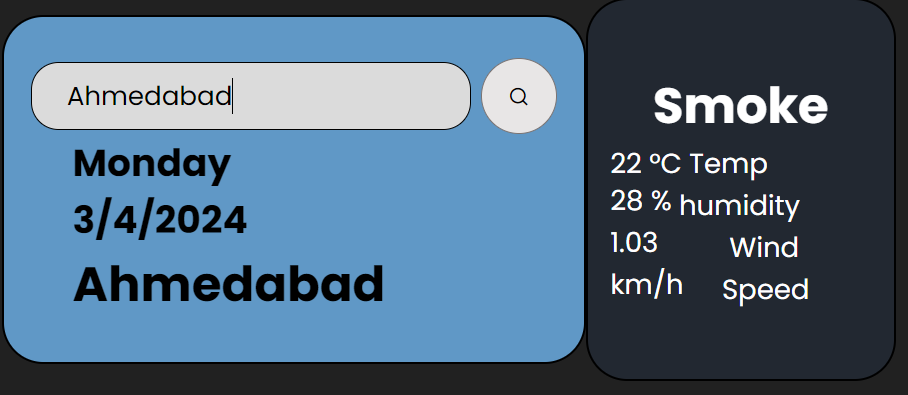 Ahmedabad
Monday
3/4/2024
Ahmedabad
Smoke
22 °C Temp
28 % humidity
1.03 Wind
km/h Speed